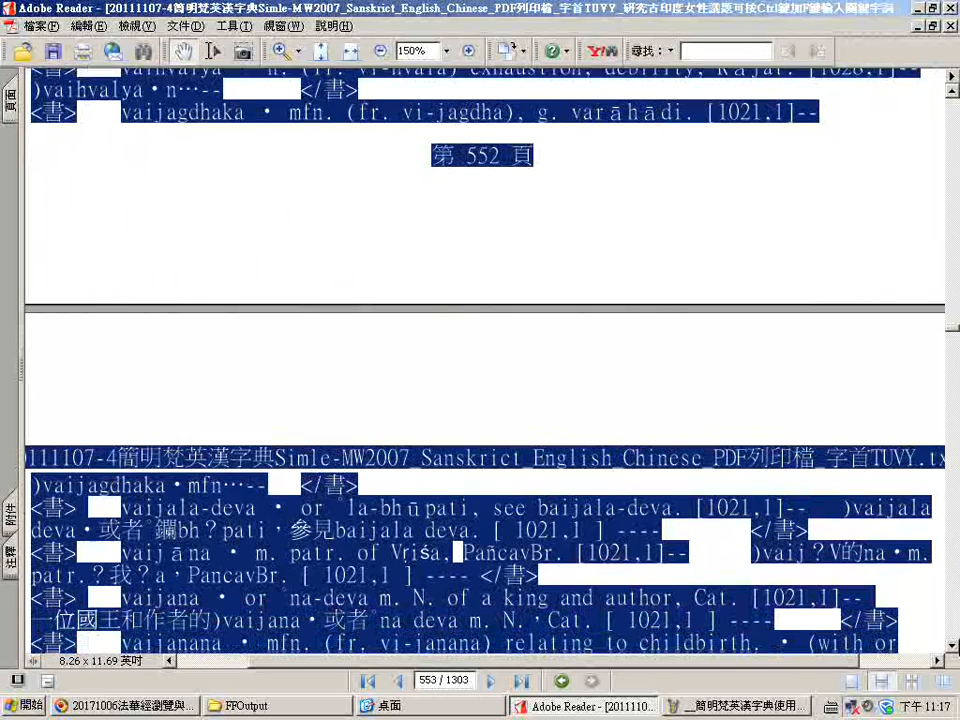 Adobe Reader - [20111107-4簡明梵英漢字典Simle-MW2007_Sanskrict_English_Chinese_PDF列印檔_字首TUVY_研究古印度女性議題可按Ctrl鍵加F鍵輸入關鍵字詞
檔案(F) 編輯(E) 檢視(V) 文件(D) 工具(T) 視窗(W) 說明(H)
150% 尋找:
頁面
<書> vaihvalya · n. (fr. vi-hvala) exhaustion, debility, Rājat. [1028,1]--
)vaihvalya·n…-- </書>
<書> vaijagdhaka · mfn. (fr. vi-jagdha), g. varāhādi. [1021,1]--
第 552 頁
111107-4簡明梵英漢字典Simle-MW2007_Sanskrict_English_Chinese_PDF列印檔_字首TUVY.tx
)vaijagdhaka·mfn…-- </書>
<書> vaijala-deva · or °la-bhūpati, see baijala-deva. [1021,1]-- )vaijala
deva·或者°鑭bh？pati，參見baijala deva. [ 1021,1 ] ---- </書>
<書> vaijāna · m. patr. of Vriśa, PañcavBr. [1021,1]-- )vaij？V的na·m.
patr.？我？a，PancavBr. [ 1021,1 ] ---- </書>
<書> vaijana · or °na-deva m. N. of a king and author, Cat. [1021,1]--
一位國王和作者的)vaijana·或者°na deva m. N.，Cat. [ 1021,1 ] ---- </書>
<書> vaijanana · mfn. (fr. vi-janana) relating to childbirth. · (with or
附件
注釋
8.26 x 11.69 英吋
553 / 1303
開始 20171006法華經瀏覽與... FFOutput 桌面 Adobe Reader - [201110... __簡明梵英字典使用... 下午 11:17